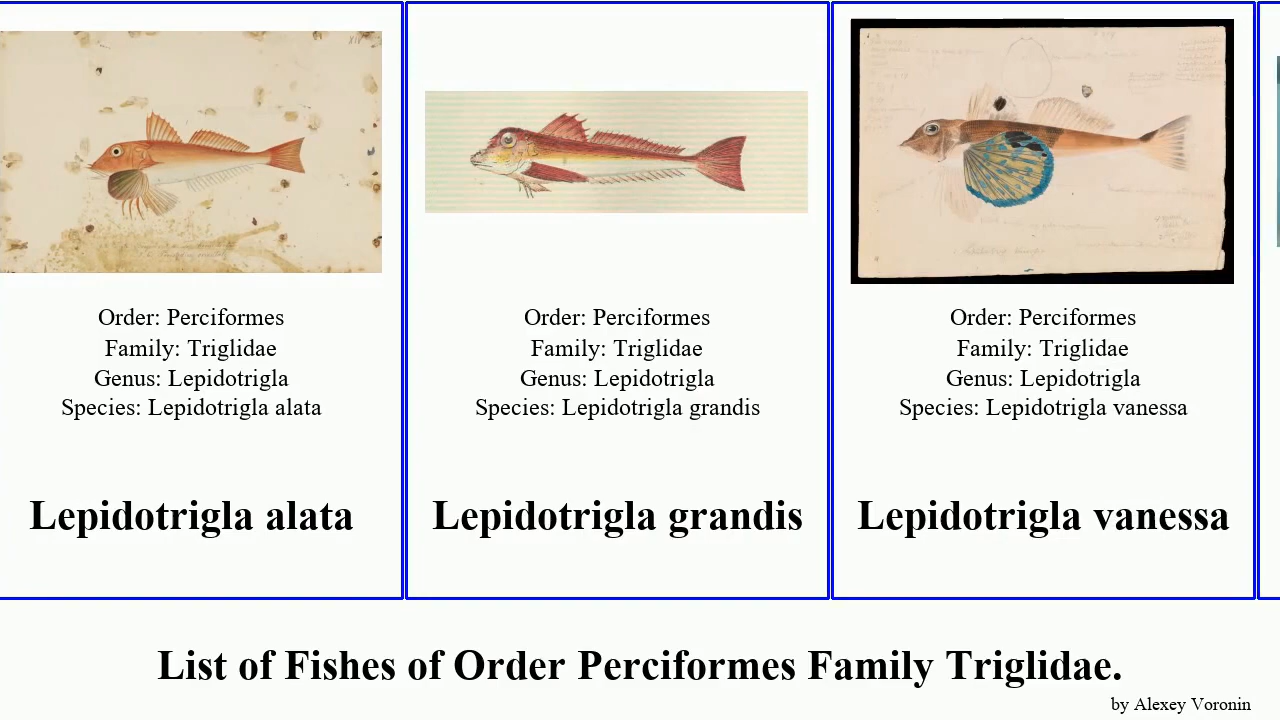 Order: Perciformes
Family: Triglidae
Genus: Lepidotrigla
Species: Lepidotrigla alata
Lepidotrigla alata
Order: Perciformes
Family: Triglidae
Genus: Lepidotrigla
Species: Lepidotrigla grandis
Lepidotrigla grandis
Order: Perciformes
Family: Triglidae
Genus: Lepidotrigla
Species: Lepidotrigla vanessa
Lepidotrigla vanessa
List of Fishes of Order Perciformes Family Triglidae.
by Alexey Voronin